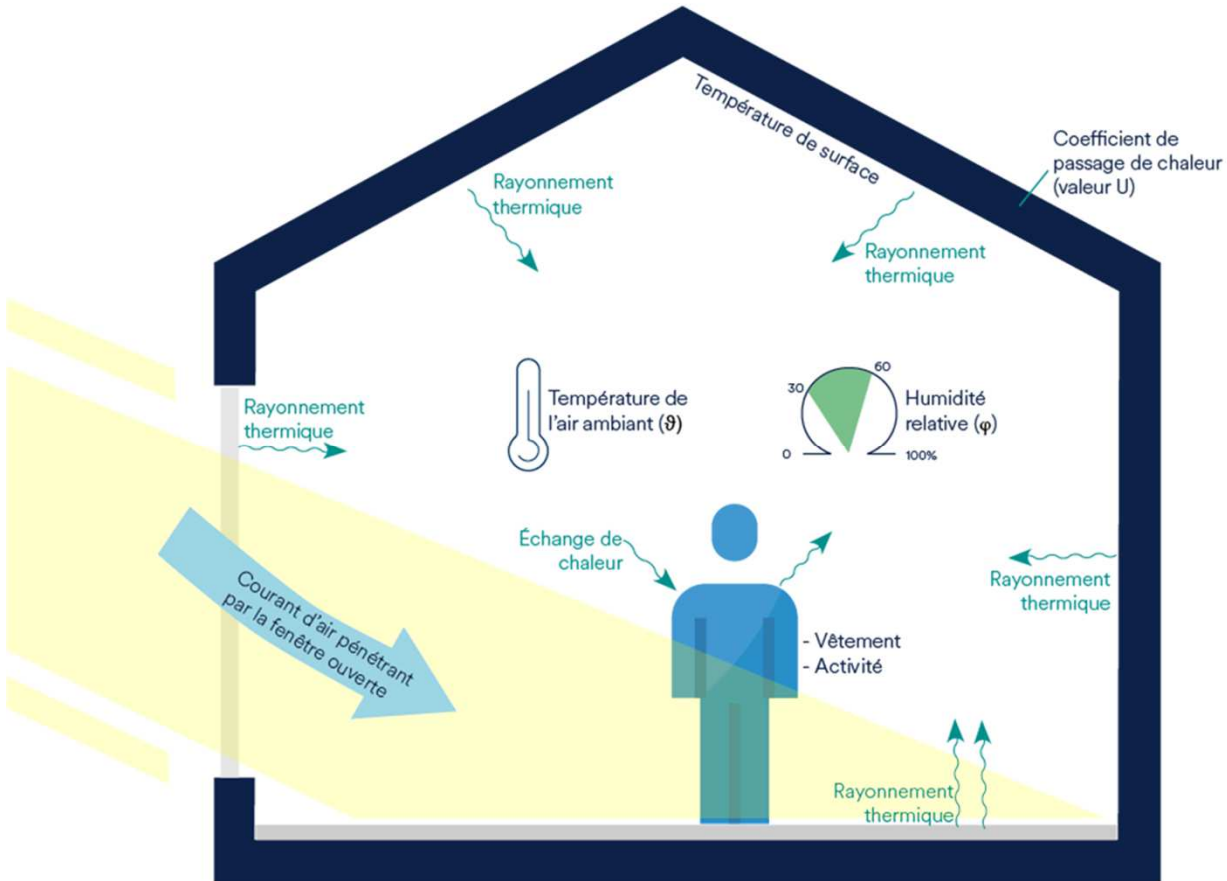 Température de surface
Coefficient de
passage de chaleur
(valeur U)
Rayonnement
thermique
Rayonnement
thermique
Rayonnement
thermique
Température de
l'air ambiant (ϑ)
0
30
60
100%
Humidité
relative (φ)
Échange de
chaleur
Rayonnement
thermique
Courant d'air pénétrant
par la fenêtre ouverte
- Vêtement
- Activité
Rayonnement
thermique